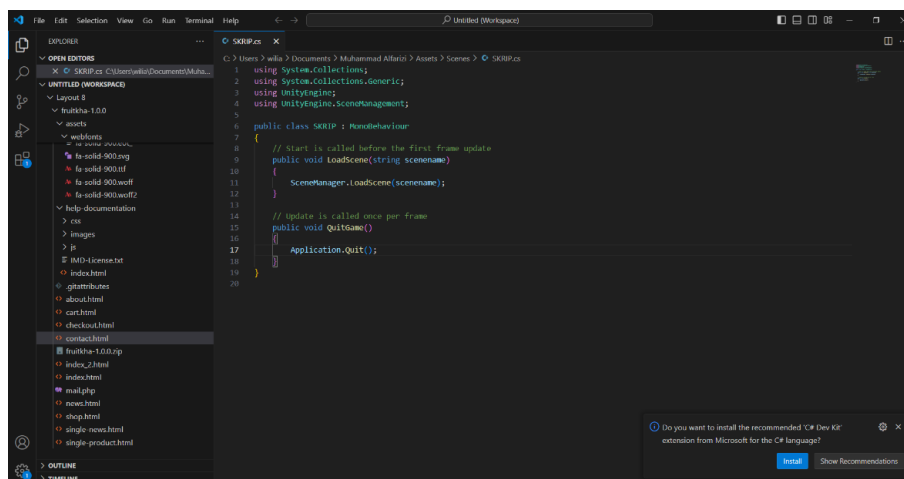 File Edit Selection View Go Run Terminal Help
Untitled (Workspace)
EXPLORER
OPEN EDITORS
SKRIP.cs C:\Users\wilia\Documents\Muha...
UNTITLED (WORKSPACE)
Layout 8
fruitkha-1.0.0
assets
webfonts
fa-solid-900.svg
fa-solid-900.ttf
fa-solid-900.woff
fa-solid-900.woff2
help-documentation
css
images
js
IMD-License.txt
index.html
.gitattributes
about.html
cart.html
checkout.html
contact.html
fruitkha-1.0.0.zip
index_2.html
index.html
mail.php
news.html
shop.html
single-news.html
single-product.html
OUTLINE
TIMELINE
SKRIP.cs
C: > Users > wilia > Documents > Muhammad Alfarizi > Assets > Scenes > SKRIP.cs
1 using System.Collections;
2 using System.Collections.Generic;
3 using UnityEngine;
4 using UnityEngine.SceneManagement;
5
6 public class SKRIP : MonoBehaviour
7 {
8 // Start is called before the first frame update
9 public void LoadScene(string scenename)
10 {
11 SceneManager.LoadScene(scenename);
12 }
13
14 // Update is called once per frame
15 public void QuitGame()
16 {
17 Application.Quit();
18 }
19 }
20
Do you want to install the recommended 'C# Dev Kit'
extension from Microsoft for the C# language?
Install Show Recommendations